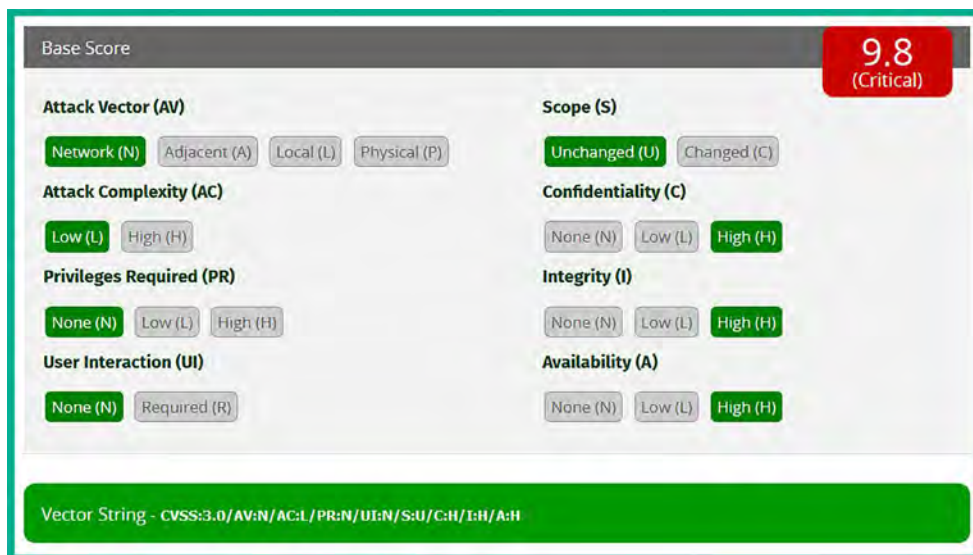 Base Score
9.8
(Critical)
Attack Vector (AV)
Network (N) Adjacent (A) Local (L) Physical (P)
Attack Complexity (AC)
Low (L) High (H)
Privileges Required (PR)
None (N) Low (L) High (H)
User Interaction (UI)
None (N) Required (R)
Scope (S)
Unchanged (U) Changed (C)
Confidentiality (C)
None (N) Low (L) High (H)
Integrity (I)
None (N) Low (L) High (H)
Availability (A)
None (N) Low (L) High (H)
Vector String - CVSS:3.0/AV:N/AC:L/PR:N/UI:N/S:U/C:H/I:H/A:H